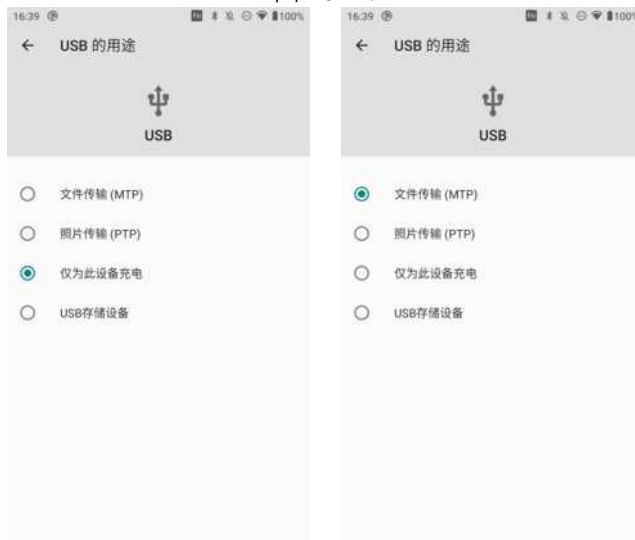 16:39
100%
USB 的用途
USB
文件传输 (MTP)
照片传输 (PTP)
仅为此设备充电
USB存储设备
16:39
100%
USB 的用途
USB
文件传输 (MTP)
照片传输 (PTP)
仅为此设备充电
USB存储设备